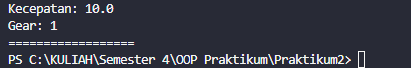 Kecepatan: 10.0
Gear: 1
==================
PS C:\KULIAH\Semester 4\OOP Praktikum\Praktikum2>